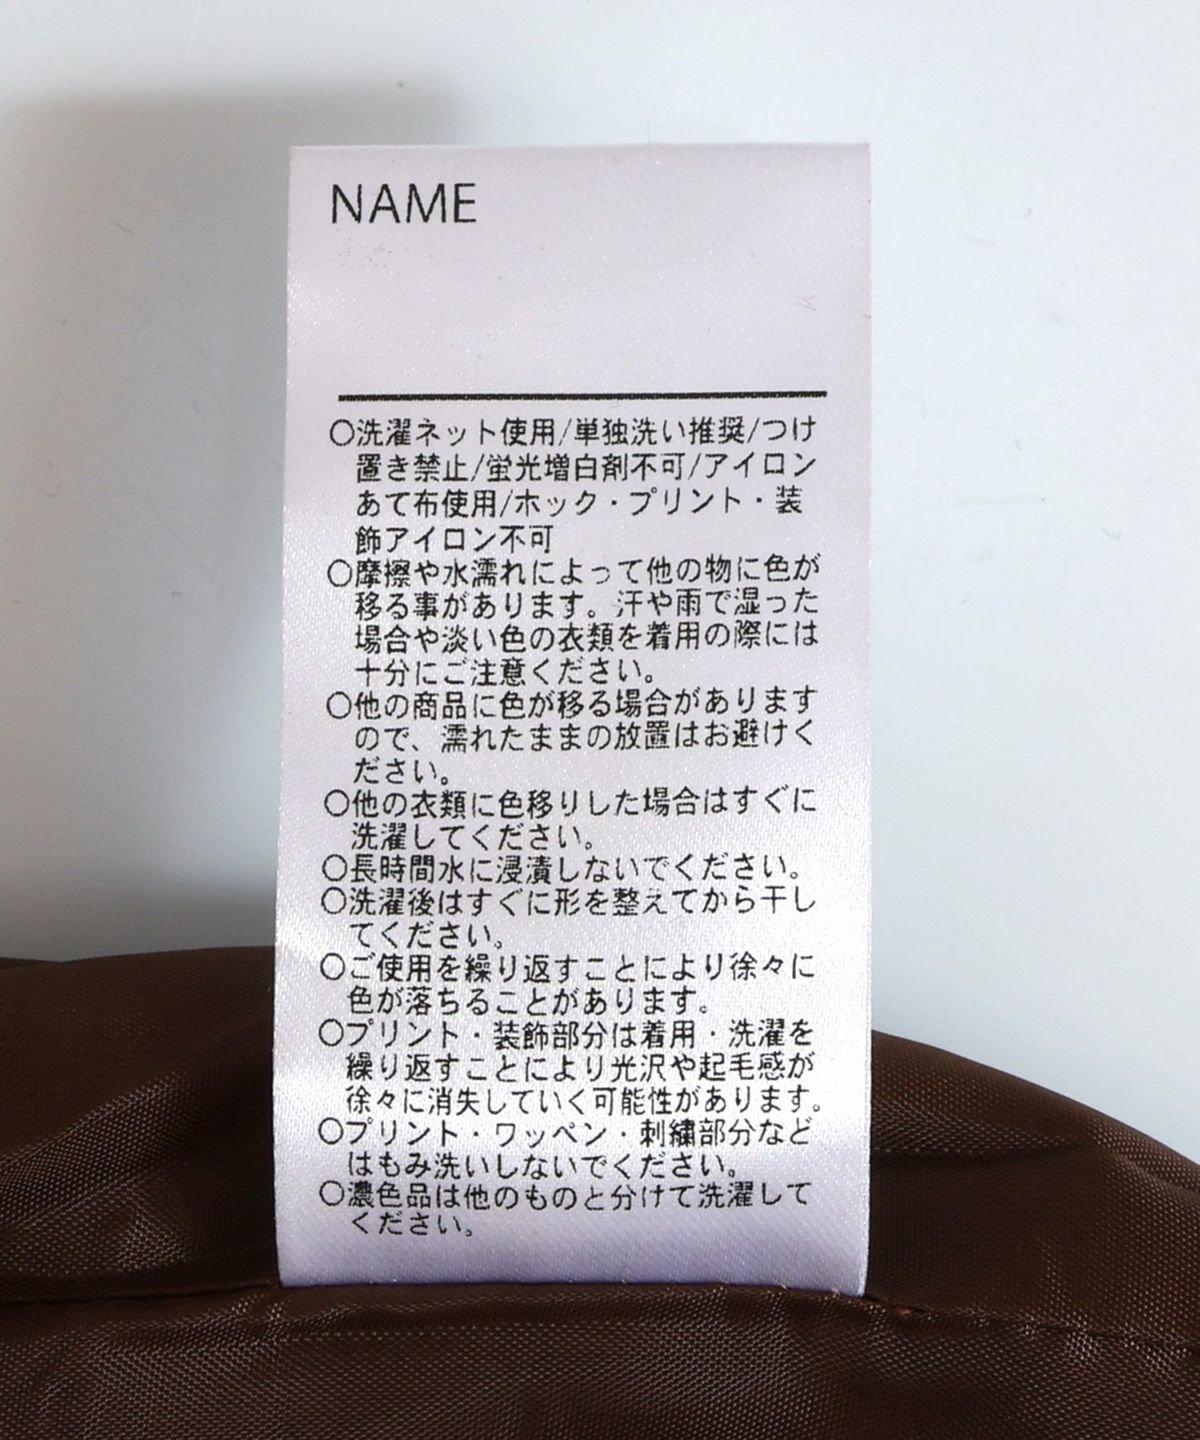 NAME
○洗濯ネット使用/単独洗い推奨/つけ
置き禁止/蛍光増白剤不可/アイロン
あて布使用/ホック・プリント・装
飾アイロン不可
○摩擦や水濡れによって他の物に色が
移る事があります。汗や雨で湿った
場合や淡い色の衣類を着用の際には
十分にご注意ください。
○他の商品に色が移る場合があります
ので、濡れたままの放置はお避けく
ださい。
○他の衣類に色移りした場合はすぐに
洗濯してください。
○長時間水に浸漬しないでください。
○洗濯後はすぐに形を整えてから干し
てください。
○ご使用を繰り返すことにより徐々に
色が落ちることがあります。
○プリント・装飾部分は着用・洗濯を
繰り返すことにより光沢や起毛感が
徐々に消失していく可能性があります。
○プリント・ワッペン・刺繍部分など
はもみ洗いしないでください。
○濃色品は他のものと分けて洗濯して
ください。